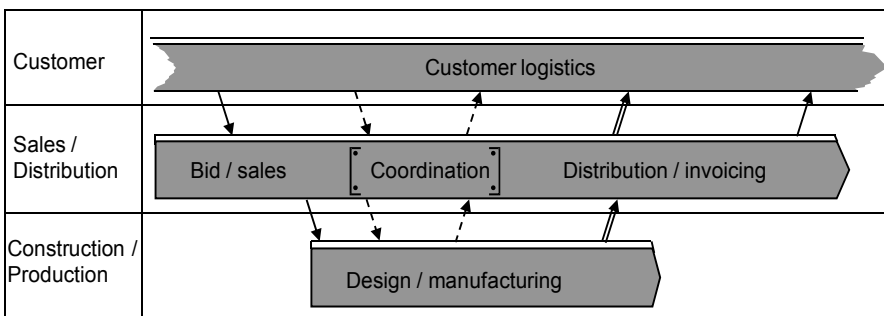 Customer
Customer logistics
Sales /
Distribution
Bid / sales
Coordination
Distribution / invoicing
Construction /
Production
Design / manufacturing